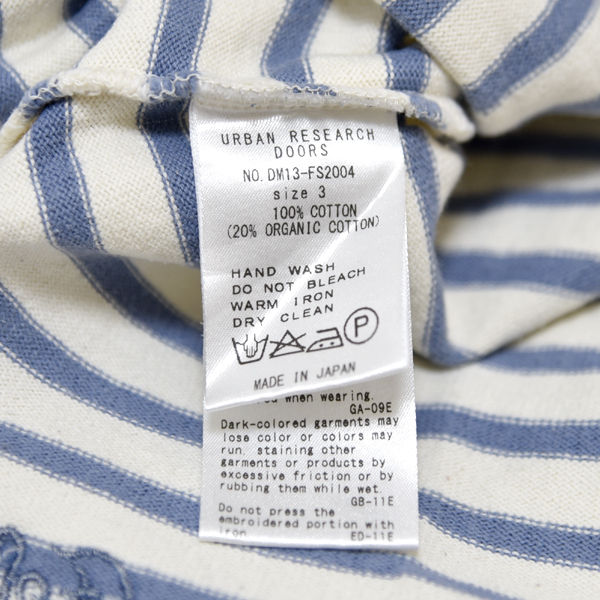 URBAN RESEARCH
DOORS
NO. DM13-FS2004
size 3
100% COTTON
(20% ORGANIC COTTON)
HAND WASH
DO NOT BLEACH
WARM IRON
DRY CLEAN
P
MADE IN JAPAN
when wearing.
GA-09E
Dark-colored garments may
lose color or colors may
run, staining other
garments or products by
excessive friction or by
rubbing them while wet.
GB-11E
Do not press the
embroidered portion with
iron.
ED-11E